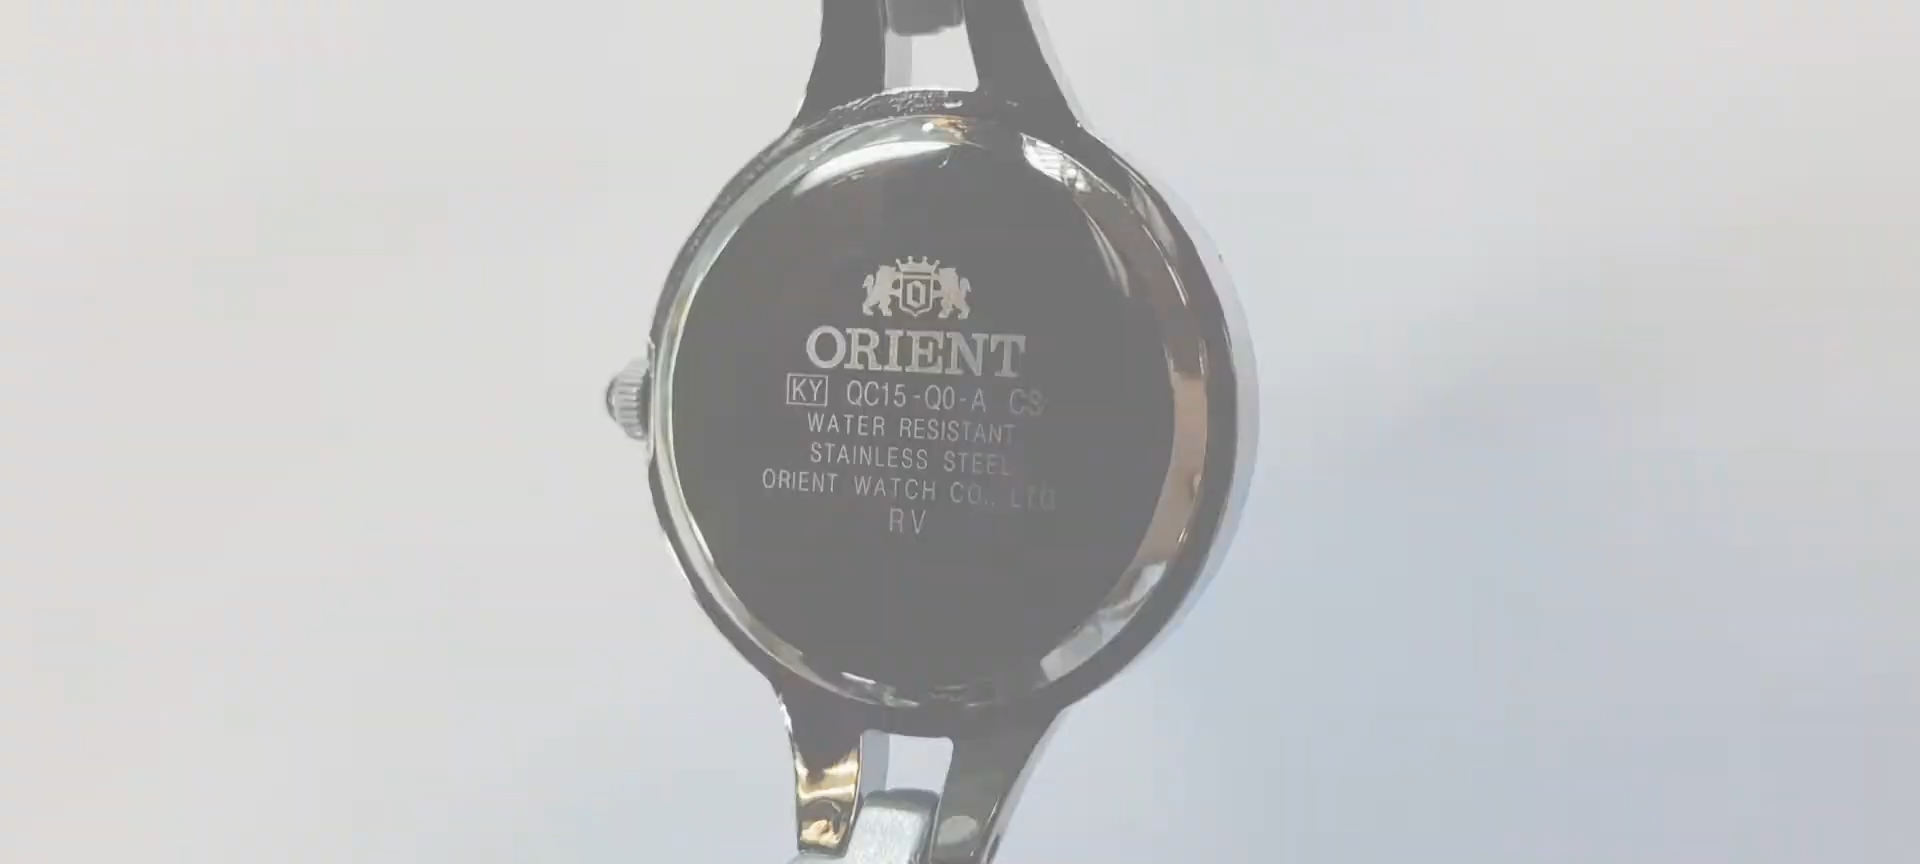 ORIENT
KY QC15-Q0-A CS
WATER RESISTANT
STAINLESS STEEL
ORIENT WATCH CO., LTD
RV